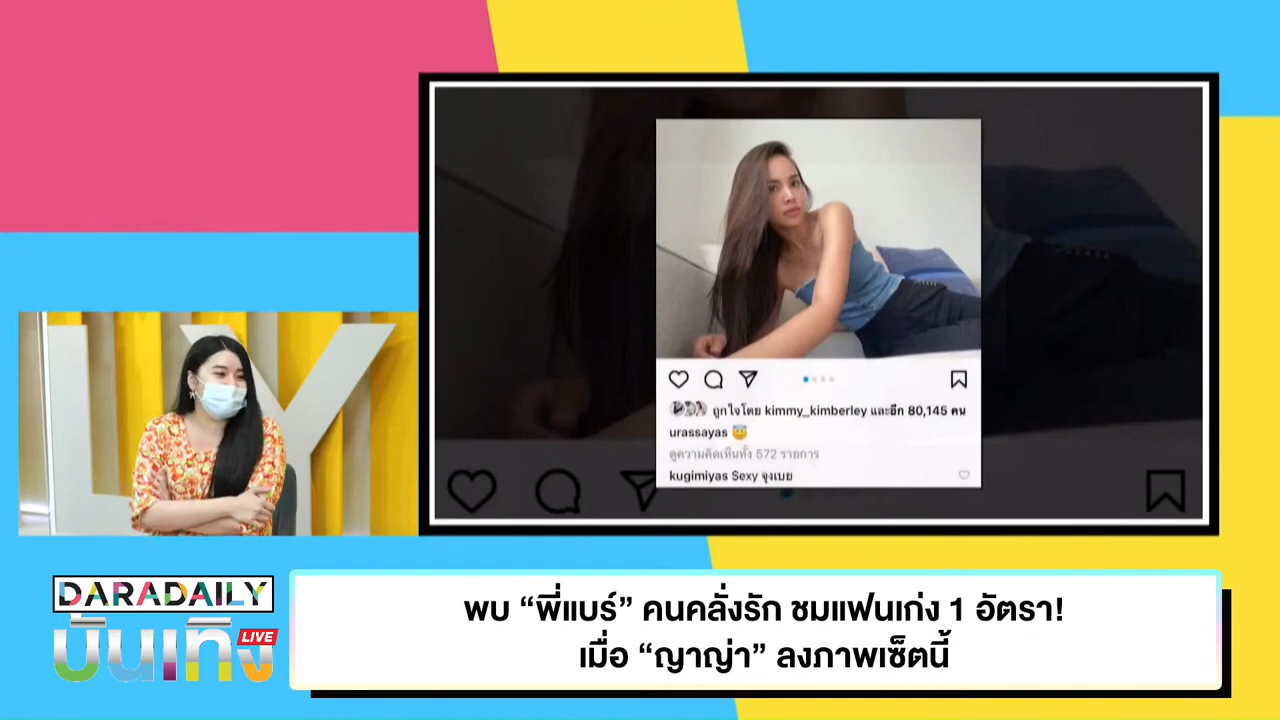 ถูกใจโดย kimmy_kimberley และอีก 80,145 คน
urassayas 😇
ดูความคิดเห็นทั้ง 572 รายการ
kugimiyas Sexy จุงเบย
LY
DARADAILY
บันเทิง LIVE
พบ “พี่แบร์” คนคลั่งรัก ชมแฟนเก่ง 1 อัตรา!
เมื่อ “ญาญ่า” ลงภาพเซ็ตนี้